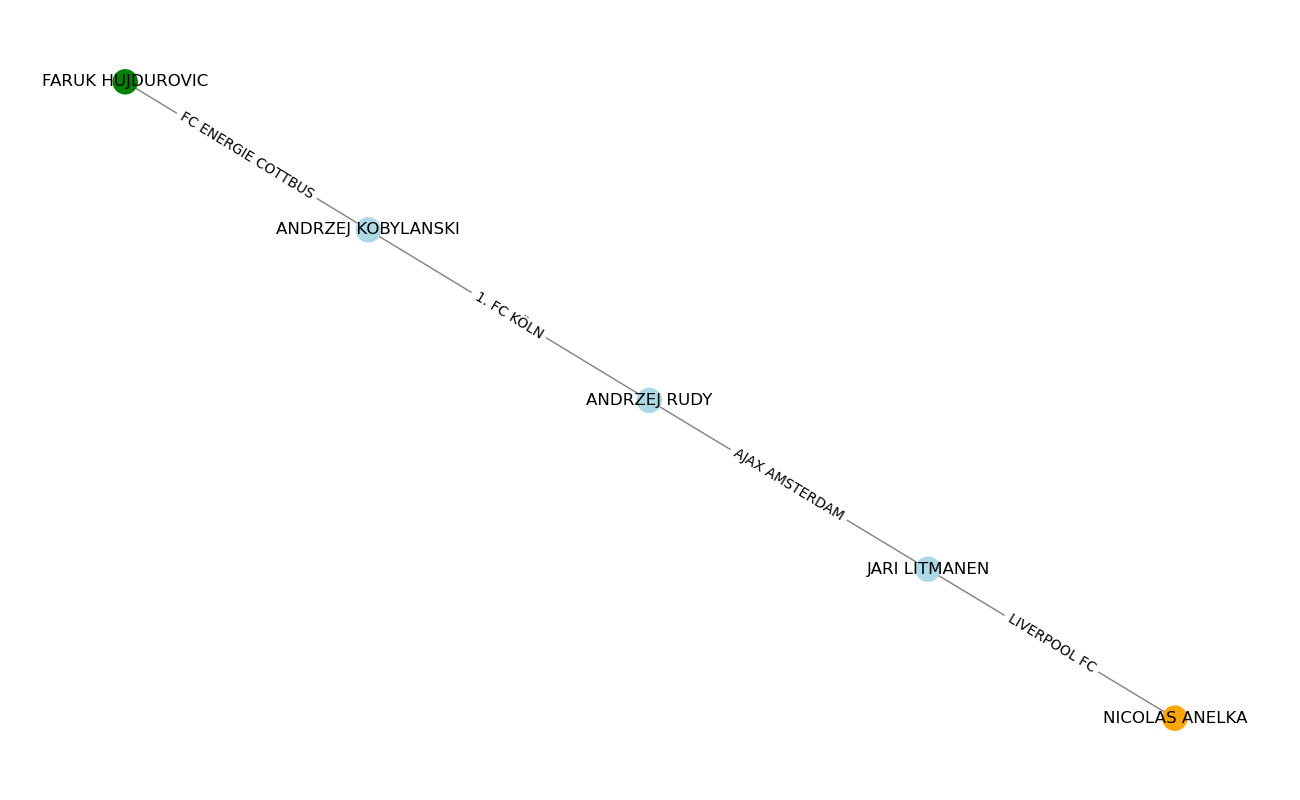 FARUK HUJDUROVIC
FC ENERGIE COTTBUS
ANDRZEJ KOBYLANSKI
1. FC KÖLN
ANDRZEJ RUDY
AJAX AMSTERDAM
JARI LITMANEN
LIVERPOOL FC
NICOLAS ANELKA